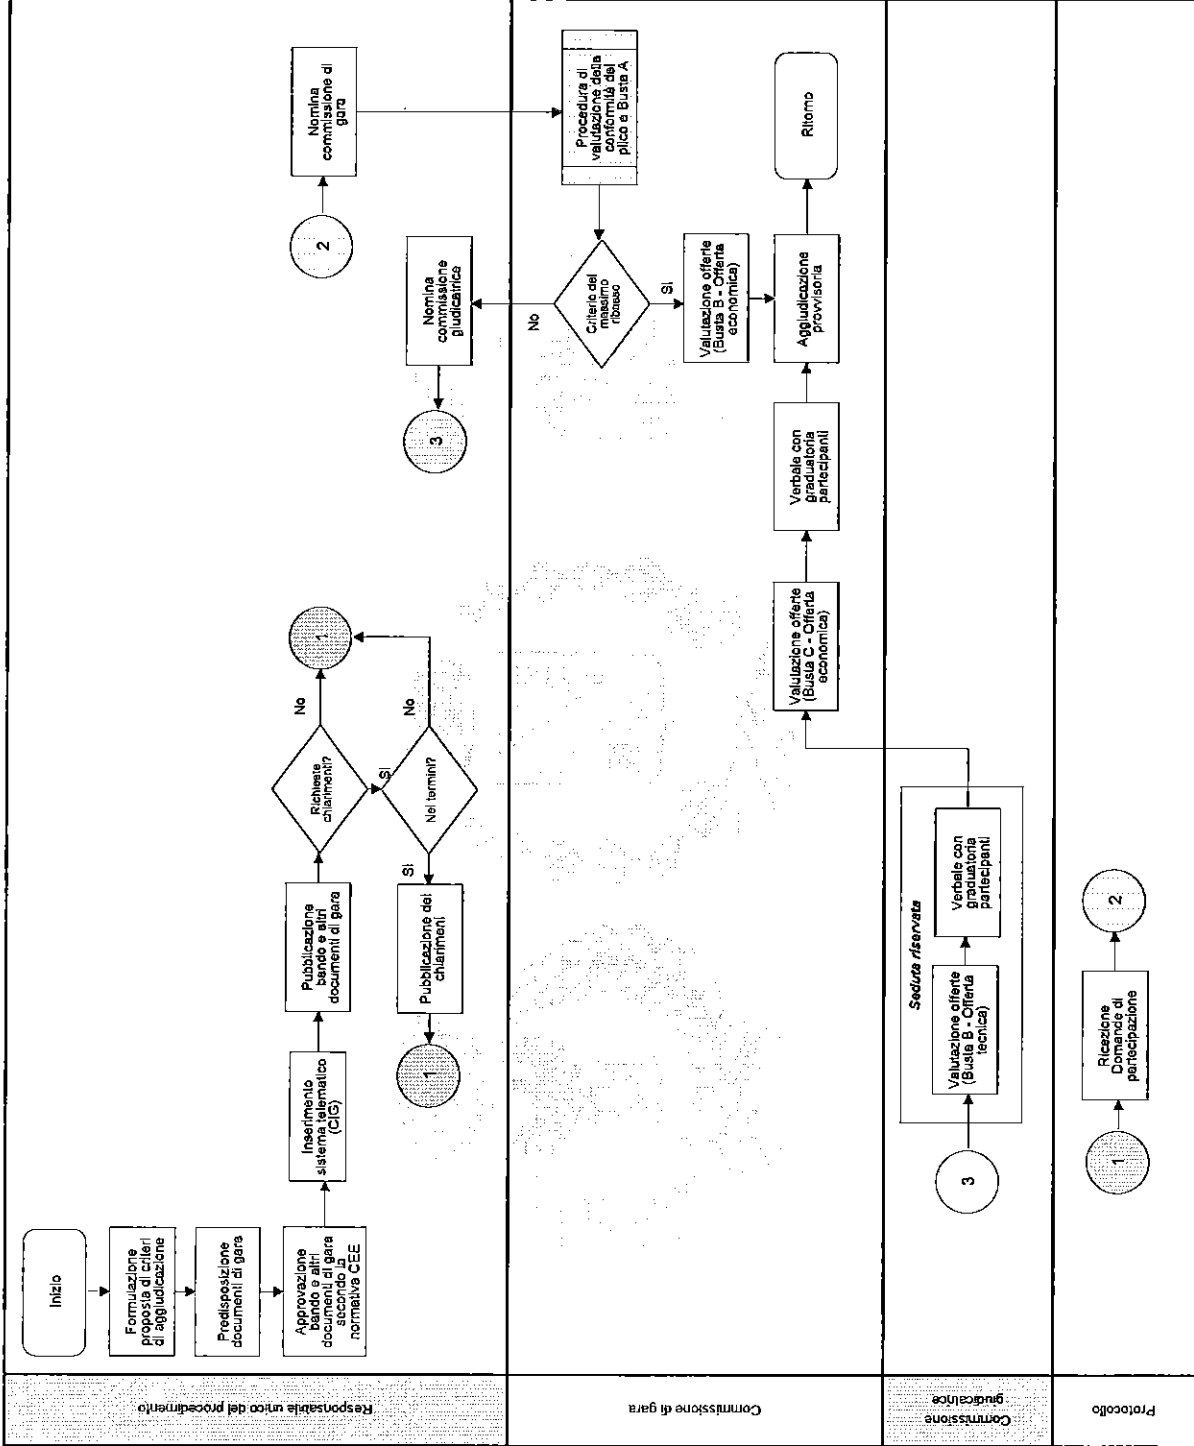 Responsabile unico del procedimento
Inizio
Formulazione
proposta di criteri
di aggiudicazione
Predisposizione
documenti di gara
Approvazione
bando e altri
documenti di gara
secondo la
normativa CEE
Inserimento
sistema telematico
(CIG)
Pubblicazione
bando e altri
documenti di gara
Richieste
chiarimenti?
No
1
Si
Nei termini?
No
Si
Pubblicazione dei
chiarimeni
1
2
Nomina
commissione di
gara
Nomina
commissione
giudicatrice
3
Commissione di gara
Procedura di
valutazione della
conformità del
plico e Busta A
Criterio del
massimo
ribasso
No
Si
Valutazione offerte
(Busta B - Offerta
economica)
Valutazione offerte
(Busta C - Offerta
economica)
Verbale con
graduatoria
partecipanti
Aggiudicazione
provvisoria
Ritorno
Commissione
giudicatrice
3
Seduta riservata
Valutazione offerte
(Busta B - Offerta
tecnica)
Verbale con
graduatoria
partecipanti
Protocollo
1
Ricezione
Domande di
partecipazione
2